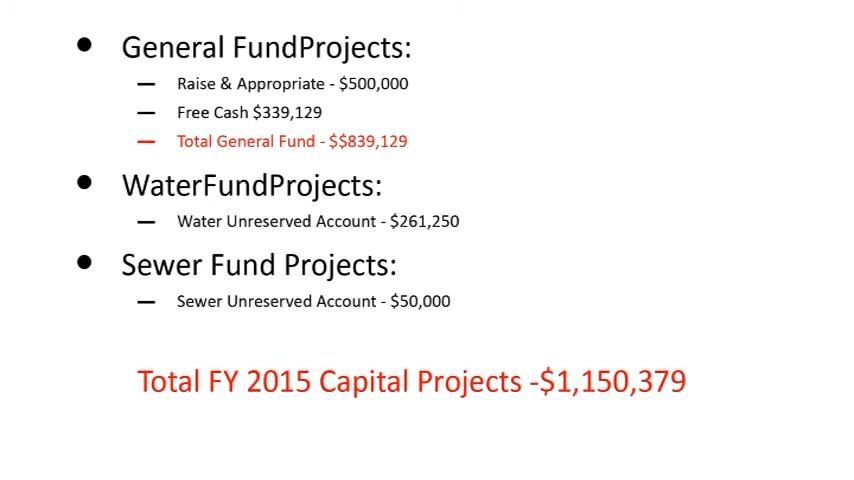 ● General FundProjects:
— Raise & Appropriate - $500,000
— Free Cash $339,129
— Total General Fund - $$839,129
● WaterFundProjects:
— Water Unreserved Account - $261,250
● Sewer Fund Projects:
— Sewer Unreserved Account - $50,000
Total FY 2015 Capital Projects -$1,150,379